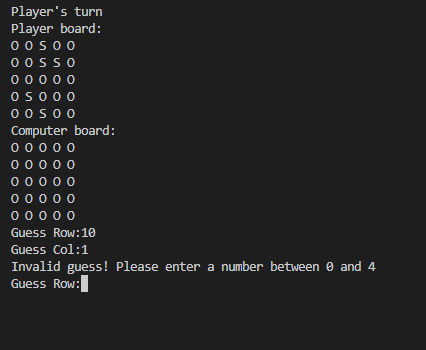 Player's turn
Player board:
O O S O O
O O S S O
O O O O O
O S O O O
O O S O O
Computer board:
O O O O O
O O O O O
O O O O O
O O O O O
O O O O O
Guess Row:10
Guess Col:1
Invalid guess! Please enter a number between 0 and 4
Guess Row: